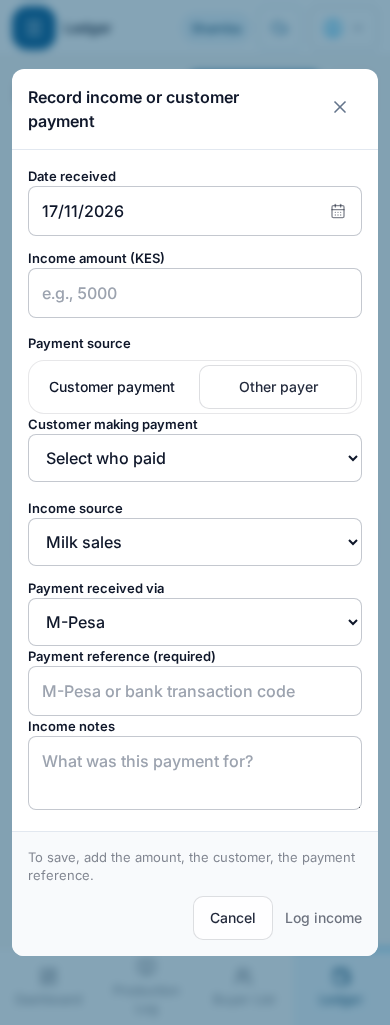 Ledger
Record income or customer
payment
Date received
17/11/2026
Income amount (KES)
e.g., 5000
Payment source
Customer payment
Other payer
Customer making payment
Select who paid
Income source
Milk sales
Payment received via
M-Pesa
Payment reference (required)
M-Pesa or bank transaction code
Income notes
What was this payment for?
To save, add the amount, the customer, the payment
reference.
Cancel
Log income
Dashboard
Ledger